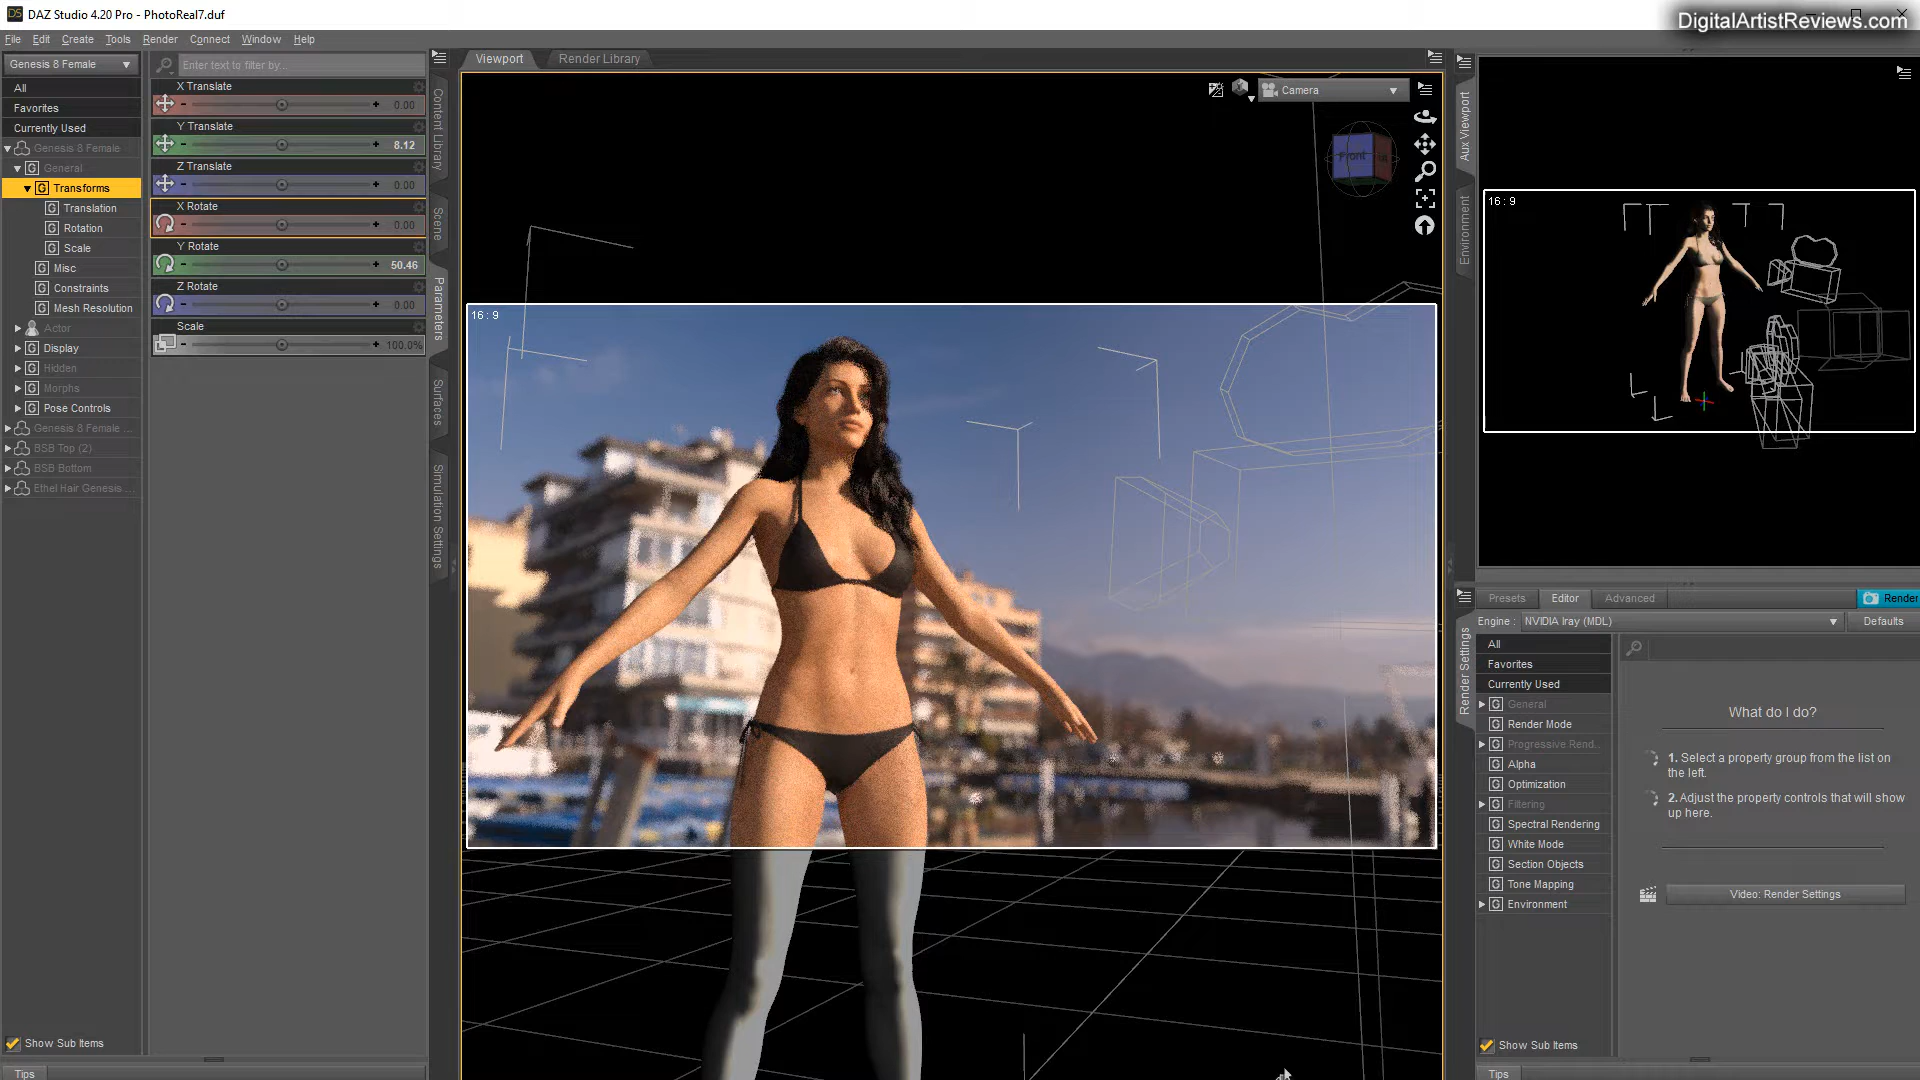 DS DAZ Studio 4.20 Pro - PhotoReal7.duf
DigitalArtistReviews.com
File Edit Create Tools Render Connect Window Help
Genesis 8 Female
All
Favorites
Currently Used
Genesis 8 Female
General
Transforms
Translation
Rotation
Scale
Misc
Constraints
Mesh Resolution
Actor
Display
Hidden
Morphs
Pose Controls
Genesis 8 Female ...
BSB Top (2)
BSB Bottom
Ethel Hair Genesis ...
Show Sub Items
Tips
Enter text to filter by...
X Translate
0.00
Y Translate
8.12
Z Translate
0.00
X Rotate
0.00
Y Rotate
50.46
Z Rotate
0.00
Scale
100.0%
Content Library
Scene
Parameters
Surfaces
Simulation Settings
Viewport Render Library
Camera
Front
16 : 9
Aux Viewport
Environment
16 : 9
Render Settings
Presets Editor Advanced Render
Engine : NVIDIA Iray (MDL) Defaults
All
Favorites
Currently Used
General
Render Mode
Progressive Rend...
Alpha
Optimization
Filtering
Spectral Rendering
White Mode
Section Objects
Tone Mapping
Environment
What do I do?
1. Select a property group from the list on
the left.
2. Adjust the property controls that will show
up here.
Video: Render Settings
Show Sub Items
Tips